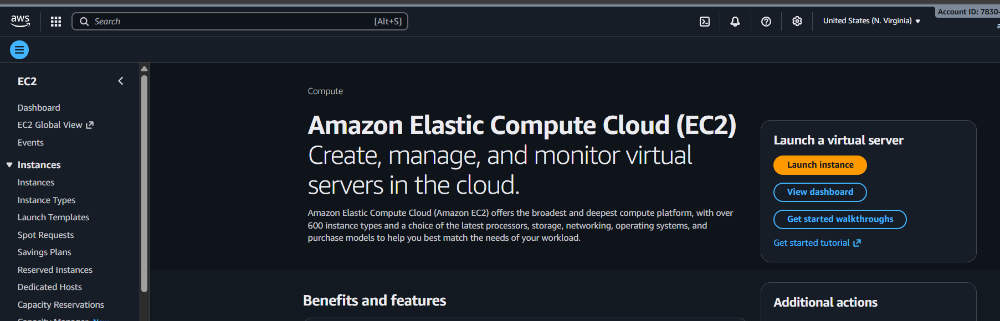 aws
Search
[Alt+S]
United States (N. Virginia)
Account ID: 7830-
EC2
Dashboard
EC2 Global View
Events
Instances
Instances
Instance Types
Launch Templates
Spot Requests
Savings Plans
Reserved Instances
Dedicated Hosts
Capacity Reservations
Capacity Manager New
Compute
Amazon Elastic Compute Cloud (EC2)
Create, manage, and monitor virtual
servers in the cloud.
Amazon Elastic Compute Cloud (Amazon EC2) offers the broadest and deepest compute platform, with over
600 instance types and a choice of the latest processors, storage, networking, operating systems, and
purchase models to help you best match the needs of your workload.
Benefits and features
Launch a virtual server
Launch instance
View dashboard
Get started walkthroughs
Get started tutorial
Additional actions